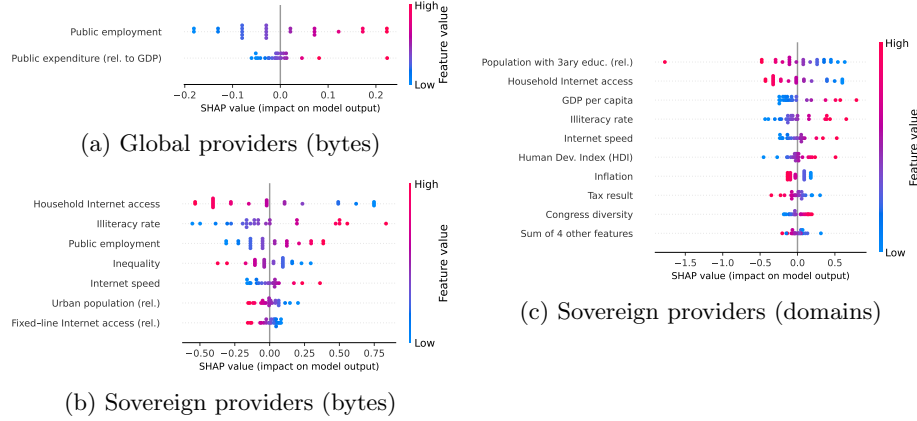 High
Public employment
Public expenditure (rel. to GDP)
Low
Feature value
−0.2 −0.1 0.0 0.1 0.2
SHAP value (impact on model output)
(a) Global providers (bytes)
High
Household Internet access
Illiteracy rate
Public employment
Inequality
Internet speed
Urban population (rel.)
Fixed−line Internet access (rel.)
Low
Feature value
−0.50 −0.25 0.00 0.25 0.50 0.75
SHAP value (impact on model output)
(b) Sovereign providers (bytes)
High
Population with 3ary educ. (rel.)
Household Internet access
GDP per capita
Illiteracy rate
Internet speed
Human Dev. Index (HDI)
Inflation
Tax result
Congress diversity
Sum of 4 other features
Low
Feature value
−1.5 −1.0 −0.5 0.0 0.5
SHAP value (impact on model output)
(c) Sovereign providers (domains)